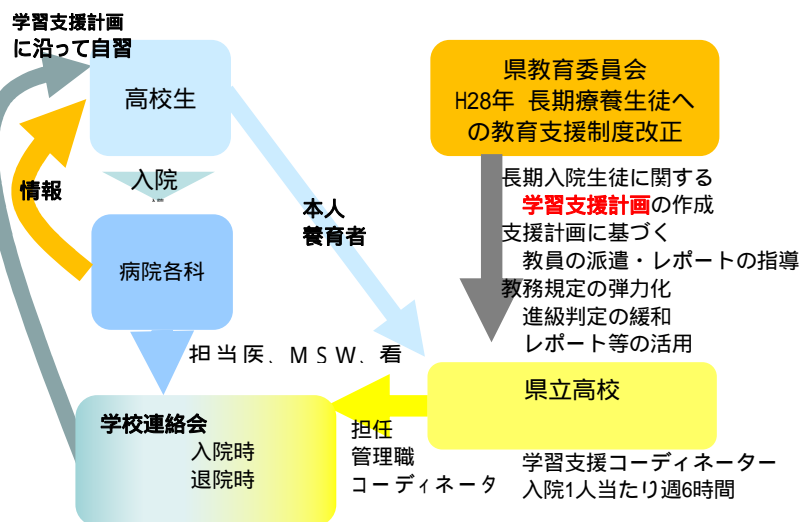 学習支援計画
に沿って自習
高校生
県教育委員会
H28年 長期療養生徒へ
の教育支援制度改正
入院
情報
本人
養育者
長期入院生徒に関する
学習支援計画の作成
支援計画に基づく
教員の派遣・レポートの指導
教務規定の弾力化
進級判定の緩和
レポート等の活用
病院各科
担当医、MSW、看
県立高校
学校連絡会
入院時
退院時
担任
管理職
コーディネータ
学習支援コーディネーター
入院1人当たり週6時間